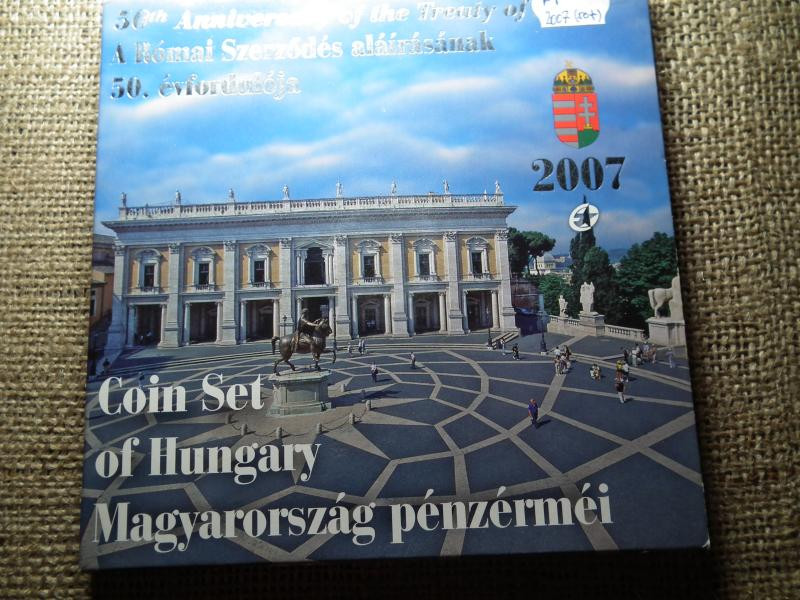 50th Anniversary of the Treaty of
A Római Szerződés aláírásának
50. évfordulója
2007 (
2007
Coin Set
of Hungary
Magyarország pénzérméi